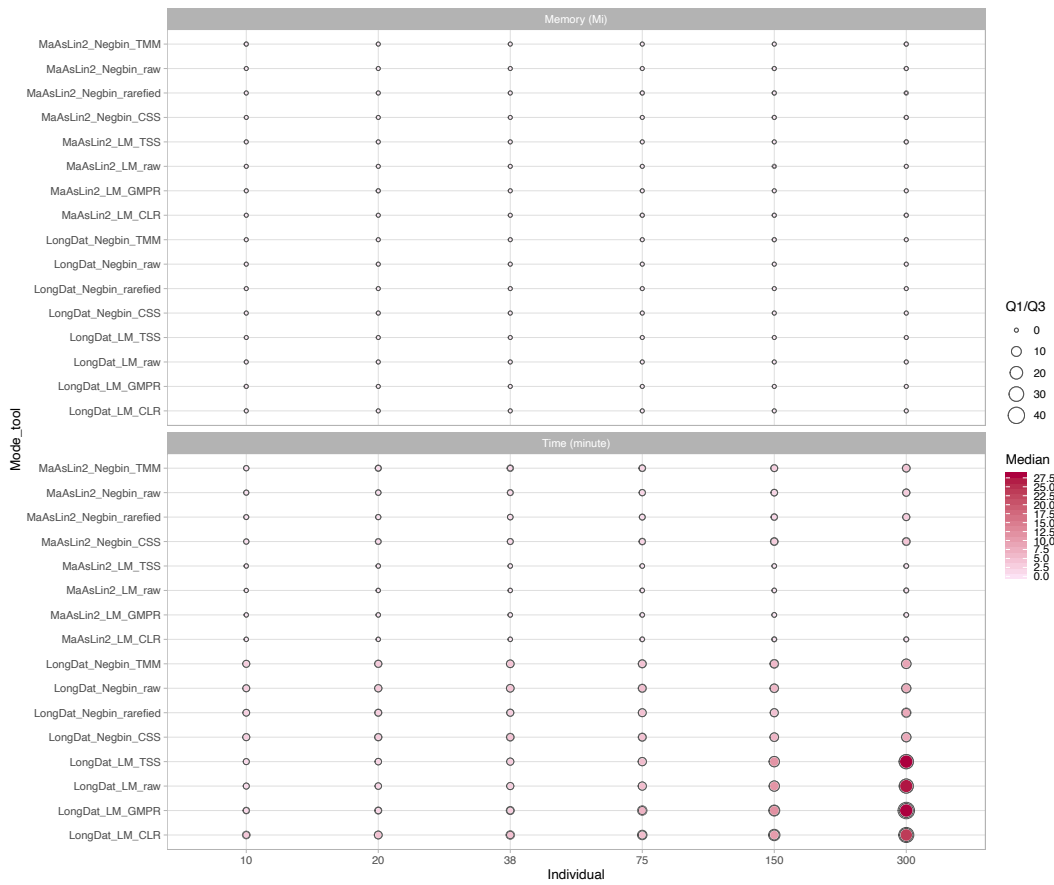 Memory (Mi)
MaAsLin2_Negbin_TMM
MaAsLin2_Negbin_raw
MaAsLin2_Negbin_rarefied
MaAsLin2_Negbin_CSS
MaAsLin2_LM_TSS
MaAsLin2_LM_raw
MaAsLin2_LM_GMPR
MaAsLin2_LM_CLR
LongDat_Negbin_TMM
LongDat_Negbin_raw
LongDat_Negbin_rarefied
LongDat_Negbin_CSS
LongDat_LM_TSS
LongDat_LM_raw
LongDat_LM_GMPR
LongDat_LM_CLR
Mode_tool
Time (minute)
MaAsLin2_Negbin_TMM
MaAsLin2_Negbin_raw
MaAsLin2_Negbin_rarefied
MaAsLin2_Negbin_CSS
MaAsLin2_LM_TSS
MaAsLin2_LM_raw
MaAsLin2_LM_GMPR
MaAsLin2_LM_CLR
LongDat_Negbin_TMM
LongDat_Negbin_raw
LongDat_Negbin_rarefied
LongDat_Negbin_CSS
LongDat_LM_TSS
LongDat_LM_raw
LongDat_LM_GMPR
LongDat_LM_CLR
10 20 38 75 150 300
Individual
Q1/Q3
0
10
20
30
40
Median
27.5
25.0
22.5
20.0
17.5
15.0
12.5
10.0
7.5
5.0
2.5
0.0